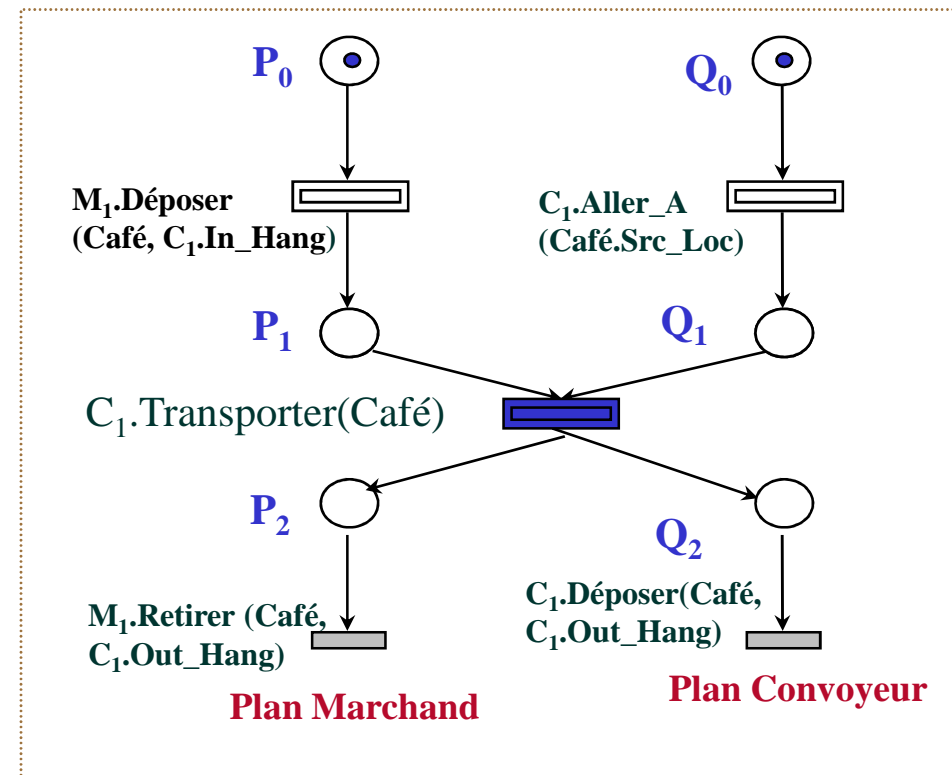 P₀
Q₀
M₁.Déposer
(Café, C₁.In_Hang)
C₁.Aller_A
(Café.Src_Loc)
P₁
Q₁
C₁.Transporter(Café)
P₂
Q₂
M₁.Retirer (Café,
C₁.Out_Hang)
C₁.Déposer(Café,
C₁.Out_Hang)
Plan Marchand
Plan Convoyeur